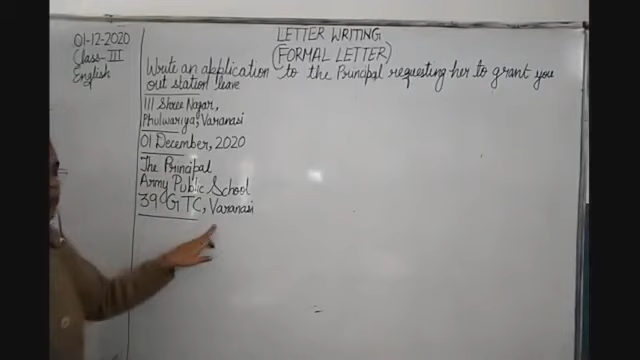 01-12-2020
Class-III
English
LETTER WRITING
(FORMAL LETTER)
Write an application to the Principal requesting her to grant you
out station leave
111 Shree Nagar,
Phulwariya, Varanasi
01 December, 2020
The Principal
Army Public School
39 GTC, Varanasi